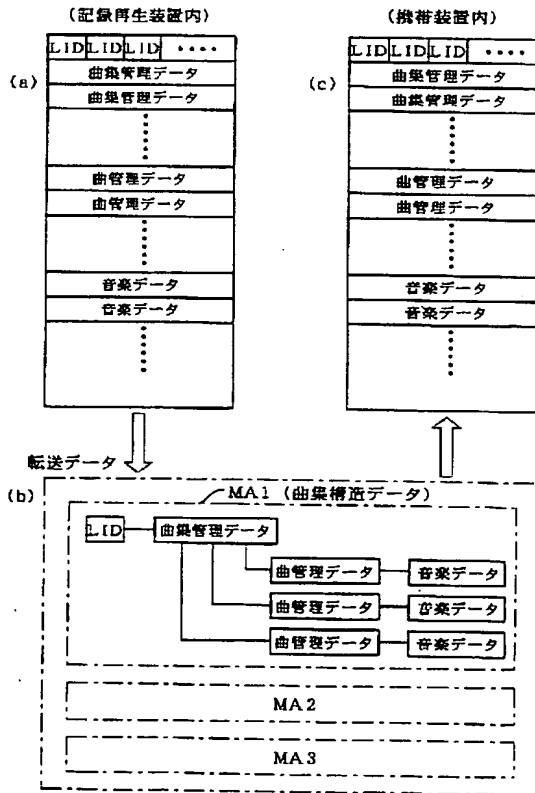 (記録再生装置内)
LID LID LID ････
(a)
曲集管理データ
曲集管理データ
曲管理データ
曲管理データ
音楽データ
音楽データ
(携帯装置内)
LID LID LID ････
(c)
曲集管理データ
曲集管理データ
曲管理データ
曲管理データ
音楽データ
音楽データ
転送データ
(b)
MA1 (曲集構造データ)
LID 曲集管理データ
曲管理データ 音楽データ
曲管理データ 音楽データ
曲管理データ 音楽データ
MA2
MA3